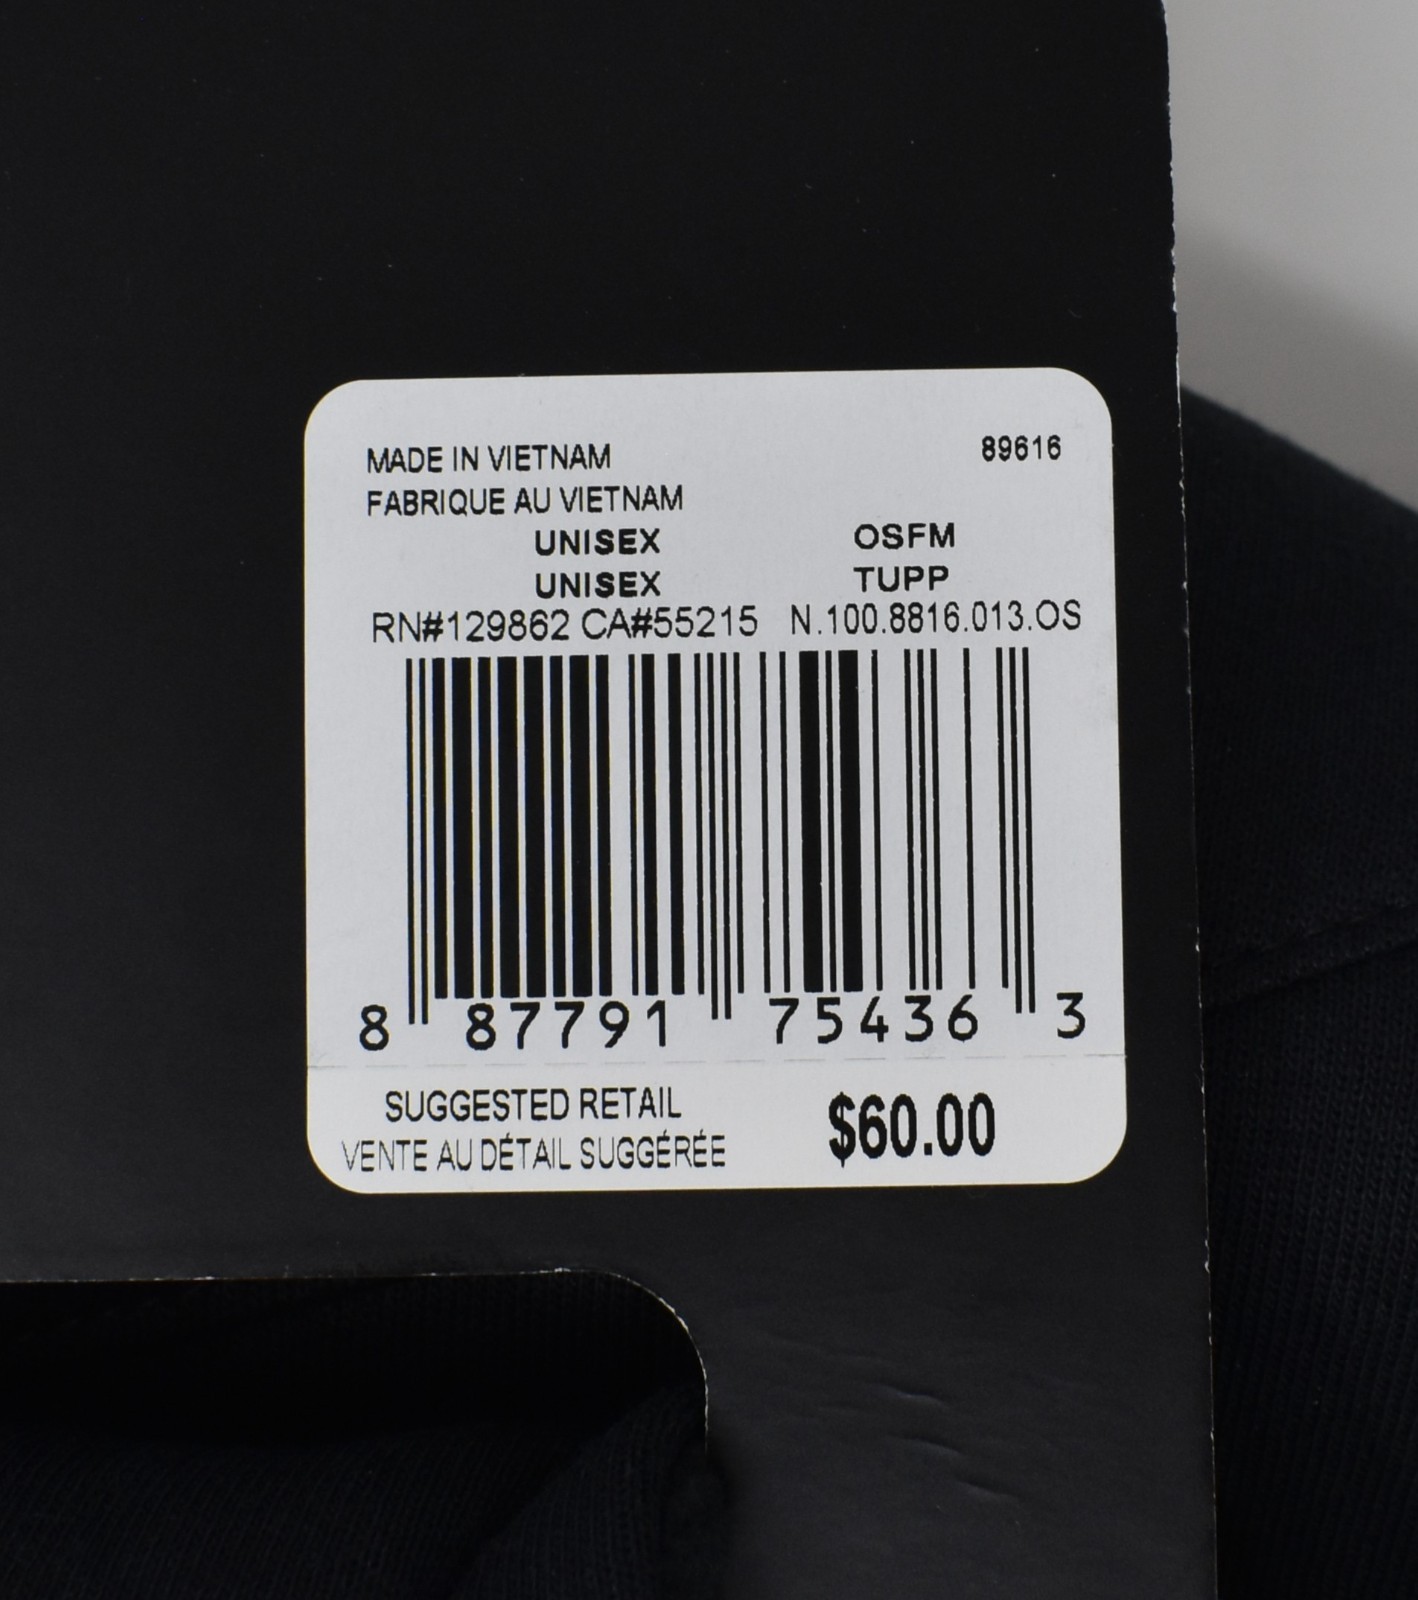 MADE IN VIETNAM 89616
FABRIQUE AU VIETNAM
UNISEX OSFM
UNISEX TUPP
RN#129862 CA#55215 N.100.8816.013.OS
8 87791 75436 3
SUGGESTED RETAIL $60.00
VENTE AU DÉTAIL SUGGÉRÉE